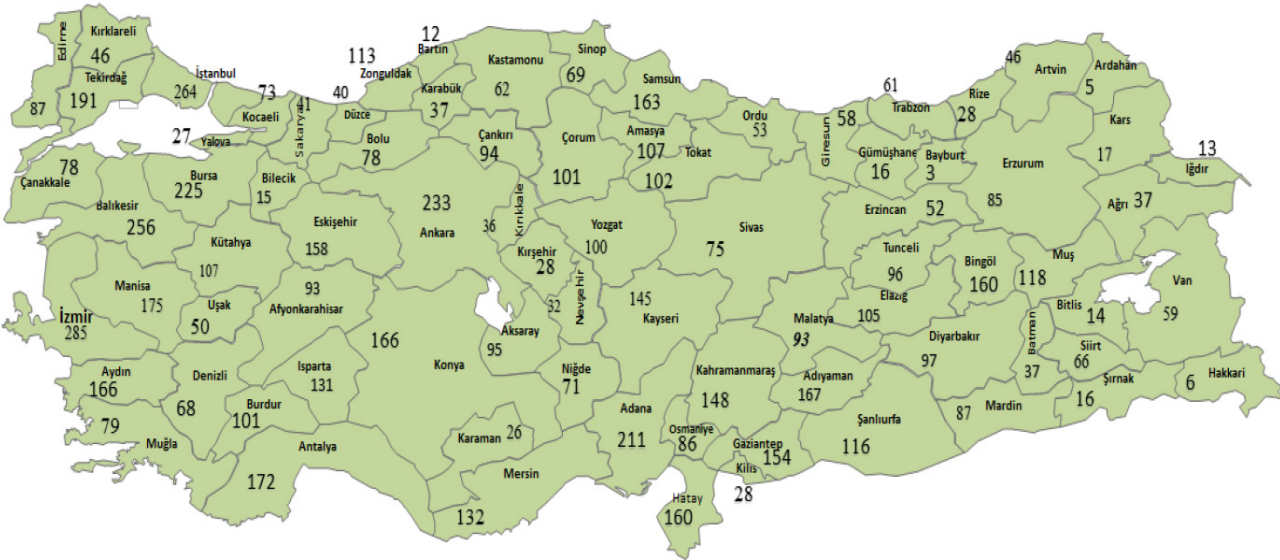 Edirne
87
Kırklareli
46
Tekirdağ
191
İstanbul
264
Kocaeli
73
Sakarya
41
Yalova
27
Düzce
40
Bolu
78
Zonguldak
113
Bartın
12
Karabük
37
Kastamonu
62
Sinop
69
Samsun
163
Çankırı
94
Çorum
101
Amasya
107
Tokat
102
Ordu
53
Giresun
58
Trabzon
61
Gümüşhane
16
Bayburt
3
Rize
28
Artvin
46
Ardahan
5
Kars
17
Iğdır
13
Ağrı 37
Erzurum
85
Erzincan
52
Çanakkale
78
Balıkesir
256
Bursa
225
Bilecik
15
Eskişehir
158
Kütahya
107
Ankara
233
Kırıkkale
36
Kırşehir
28
Yozgat
100
Sivas
75
Tunceli
96
Bingöl
160
Muş
118
Van
59
Bitlis
14
Manisa
175
İzmir
285
Uşak
50
Afyonkarahisar
93
Konya
166
Aksaray
95
Nevşehir
32
Kayseri
145
Malatya
93
Elazığ
105
Diyarbakır
97
Batman
37
Siirt
66
Şırnak
16
Hakkari
6
Aydın
166
Denizli
68
Isparta
131
Burdur
101
Muğla
79
Antalya
172
Karaman
26
Mersin
132
Niğde
71
Adana
211
Kahramanmaraş
148
Osmaniye
86
Adıyaman
167
Gaziantep
154
Kilis
28
Hatay
160
Şanlıurfa
116
Mardin
87